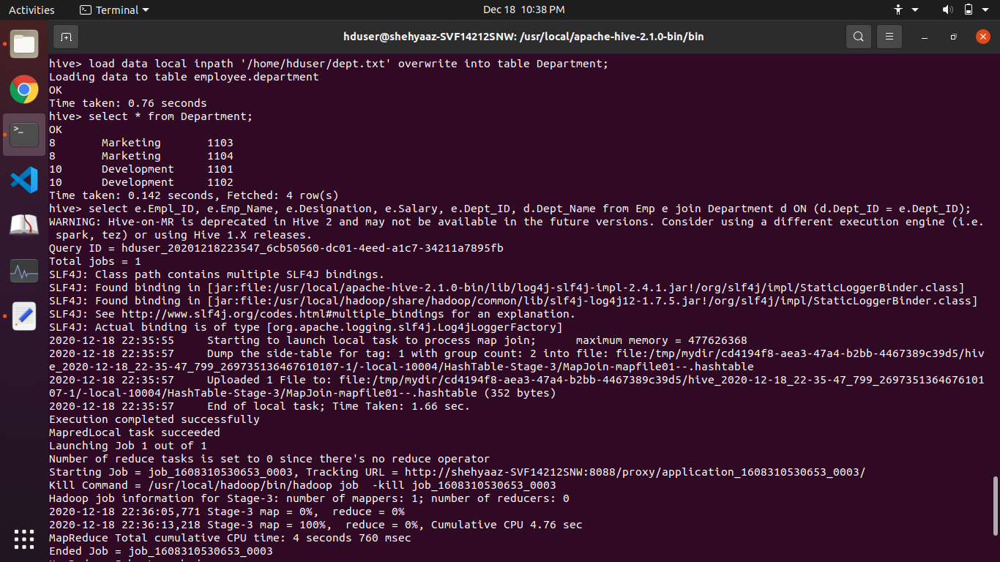 Activities
Terminal
Dec 18 10:38 PM
hduser@shehyaaz-SVF14212SNW: /usr/local/apache-hive-2.1.0-bin/bin
hive> load data local inpath '/home/hduser/dept.txt' overwrite into table Department;
Loading data to table employee.department
OK
Time taken: 0.76 seconds
hive> select * from Department;
OK
8 Marketing 1103
8 Marketing 1104
10 Development 1101
10 Development 1102
Time taken: 0.142 seconds, Fetched: 4 row(s)
hive> select e.Empl_ID, e.Emp_Name, e.Designation, e.Salary, e.Dept_ID, d.Dept_Name from Emp e join Department d ON (d.Dept_ID = e.Dept_ID);
WARNING: Hive-on-MR is deprecated in Hive 2 and may not be available in the future versions. Consider using a different execution engine (i.e.
spark, tez) or using Hive 1.X releases.
Query ID = hduser_20201218223547_6cb50560-dc01-4eed-a1c7-34211a7895fb
Total jobs = 1
SLF4J: Class path contains multiple SLF4J bindings.
SLF4J: Found binding in [jar:file:/usr/local/apache-hive-2.1.0-bin/lib/log4j-slf4j-impl-2.4.1.jar!/org/slf4j/impl/StaticLoggerBinder.class]
SLF4J: Found binding in [jar:file:/usr/local/hadoop/share/hadoop/common/lib/slf4j-log4j12-1.7.5.jar!/org/slf4j/impl/StaticLoggerBinder.class]
SLF4J: See http://www.slf4j.org/codes.html#multiple_bindings for an explanation.
SLF4J: Actual binding is of type [org.apache.logging.slf4j.Log4jLoggerFactory]
2020-12-18 22:35:55 Starting to launch local task to process map join; maximum memory = 477626368
2020-12-18 22:35:57 Dump the side-table for tag: 1 with group count: 2 into file: file:/tmp/mydir/cd4194f8-aea3-47a4-b2bb-4467389c39d5/hiv
e_2020-12-18_22-35-47_799_269735136467610107-1/-local-10004/HashTable-Stage-3/MapJoin-mapfile01--.hashtable
2020-12-18 22:35:57 Uploaded 1 File to: file:/tmp/mydir/cd4194f8-aea3-47a4-b2bb-4467389c39d5/hive_2020-12-18_22-35-47_799_2697351364676101
07-1/-local-10004/HashTable-Stage-3/MapJoin-mapfile01--.hashtable (352 bytes)
2020-12-18 22:35:57 End of local task; Time Taken: 1.66 sec.
Execution completed successfully
MapredLocal task succeeded
Launching Job 1 out of 1
Number of reduce tasks is set to 0 since there's no reduce operator
Starting Job = job_1608310530653_0003, Tracking URL = http://shehyaaz-SVF14212SNW:8088/proxy/application_1608310530653_0003/
Kill Command = /usr/local/hadoop/bin/hadoop job -kill job_1608310530653_0003
Hadoop job information for Stage-3: number of mappers: 1; number of reducers: 0
2020-12-18 22:36:05,771 Stage-3 map = 0%, reduce = 0%
2020-12-18 22:36:13,218 Stage-3 map = 100%, reduce = 0%, Cumulative CPU 4.76 sec
MapReduce Total cumulative CPU time: 4 seconds 760 msec
Ended Job = job_1608310530653_0003